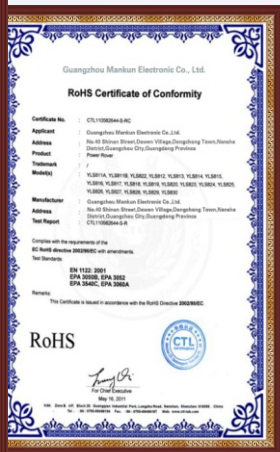 Guangzhou Mankun Electronic Co., Ltd.
RoHS Certificate of Conformity
Certificate No. : CTL110582644-S-RC
Applicant : Guangzhou Mankun Electronic Co.,Ltd.
Address : No.40 Shinan Street,Dawen Village,Dongchong Town,Nansha
District,Guangzhou City,Guangdong Province
Product : Power Rover
Trademark : /
Model(s) : YLS811A, YLS811B, YLS822, YLS812, YLS813, YLS814, YLS815,
YLS816, YLS817, YLS818, YLS819, YLS820, YLS823, YLS824, YLS825,
YLS826, YLS827, YLS828, YLS829, YLS830
Manufacturer : Guangzhou Mankun Electronic Co.,Ltd.
Address : No.40 Shinan Street,Dawen Village,Dongchong Town,Nansha
District,Guangzhou City,Guangdong Province
Test Report : CTL110582644-S-R
Complies with the requirements of the
EC RoHS directive 2002/95/EC with amendments.
Test Standards:
EN 1122: 2001
EPA 3050B, EPA 3052
EPA 3540C, EPA 3060A
Remarks:
This Certificate is issued in accordance with the RoHS Directive 2002/95/EC
RoHS
CTL
For Chief Executive
May 16, 2011